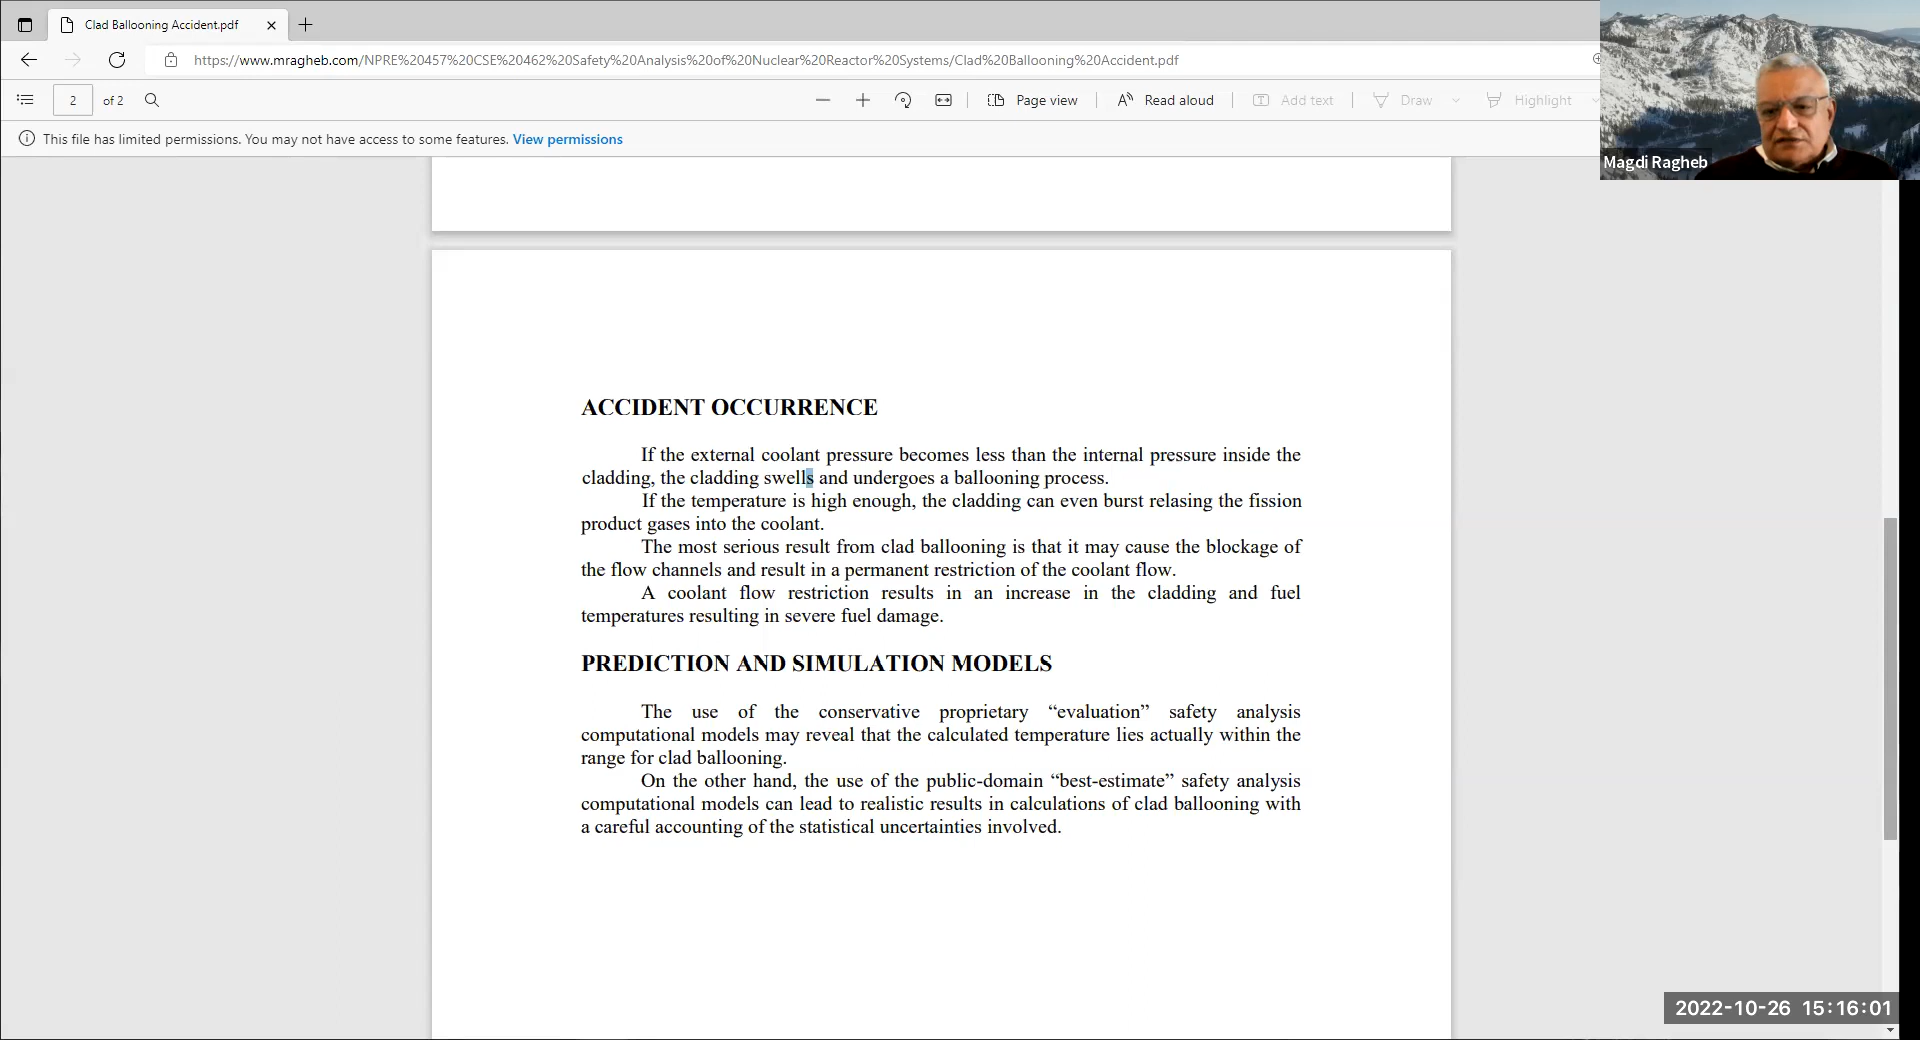 Clad Ballooning Accident.pdf
https://www.mragheb.com/NPRE%20457%20CSE%20462%20Safety%20Analysis%20of%20Nuclear%20Reactor%20Systems/Clad%20Ballooning%20Accident.pdf
2 of 2 Page view Read aloud Add text Draw Highlight
This file has limited permissions. You may not have access to some features. View permissions
Magdi Ragheb
ACCIDENT OCCURRENCE
If the external coolant pressure becomes less than the internal pressure inside the
cladding, the cladding swells and undergoes a ballooning process.
If the temperature is high enough, the cladding can even burst relasing the fission
product gases into the coolant.
The most serious result from clad ballooning is that it may cause the blockage of
the flow channels and result in a permanent restriction of the coolant flow.
A coolant flow restriction results in an increase in the cladding and fuel
temperatures resulting in severe fuel damage.
PREDICTION AND SIMULATION MODELS
The use of the conservative proprietary “evaluation” safety analysis
computational models may reveal that the calculated temperature lies actually within the
range for clad ballooning.
On the other hand, the use of the public-domain “best-estimate” safety analysis
computational models can lead to realistic results in calculations of clad ballooning with
a careful accounting of the statistical uncertainties involved.
2022-10-26 15:16:01